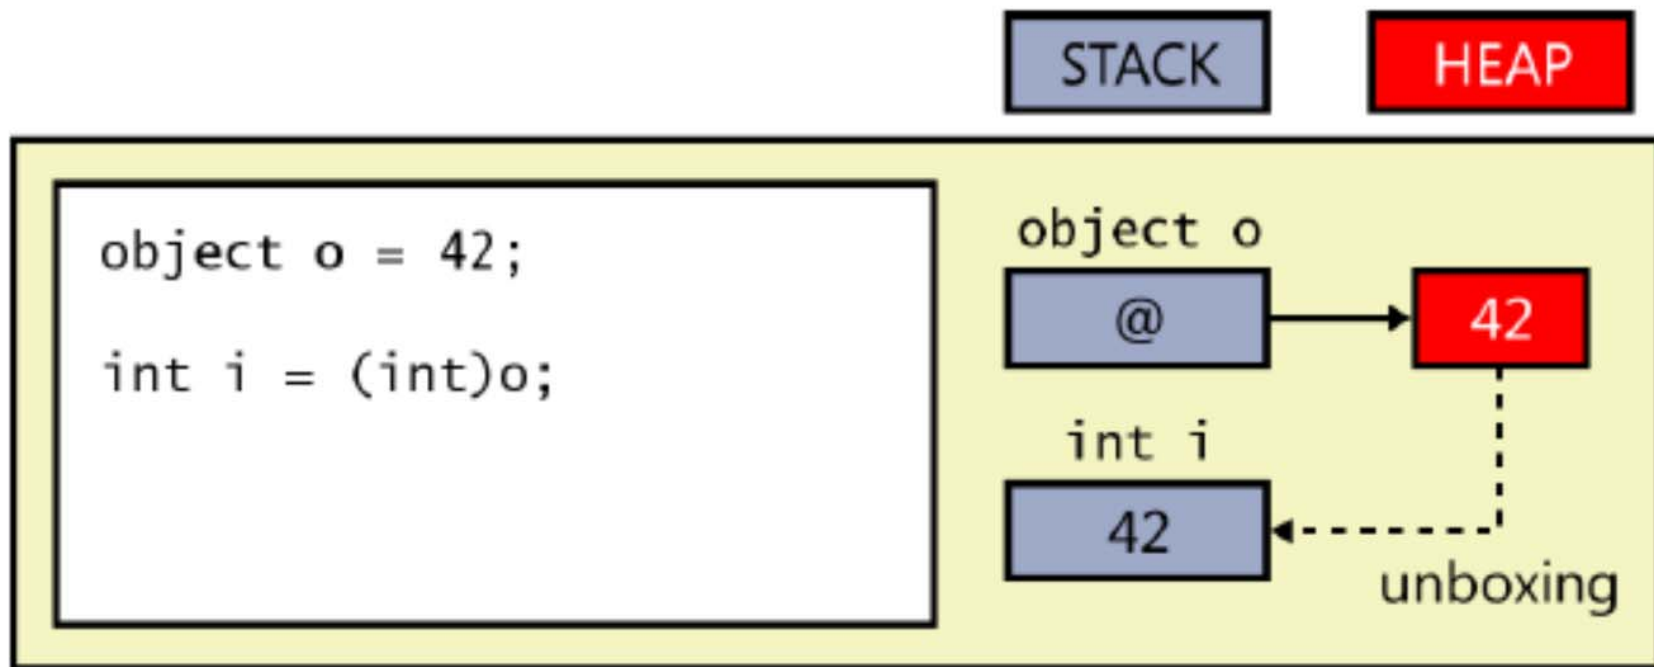 STACK
HEAP
object o = 42;
int i = (int)o;
object o
@
42
int i
42
unboxing